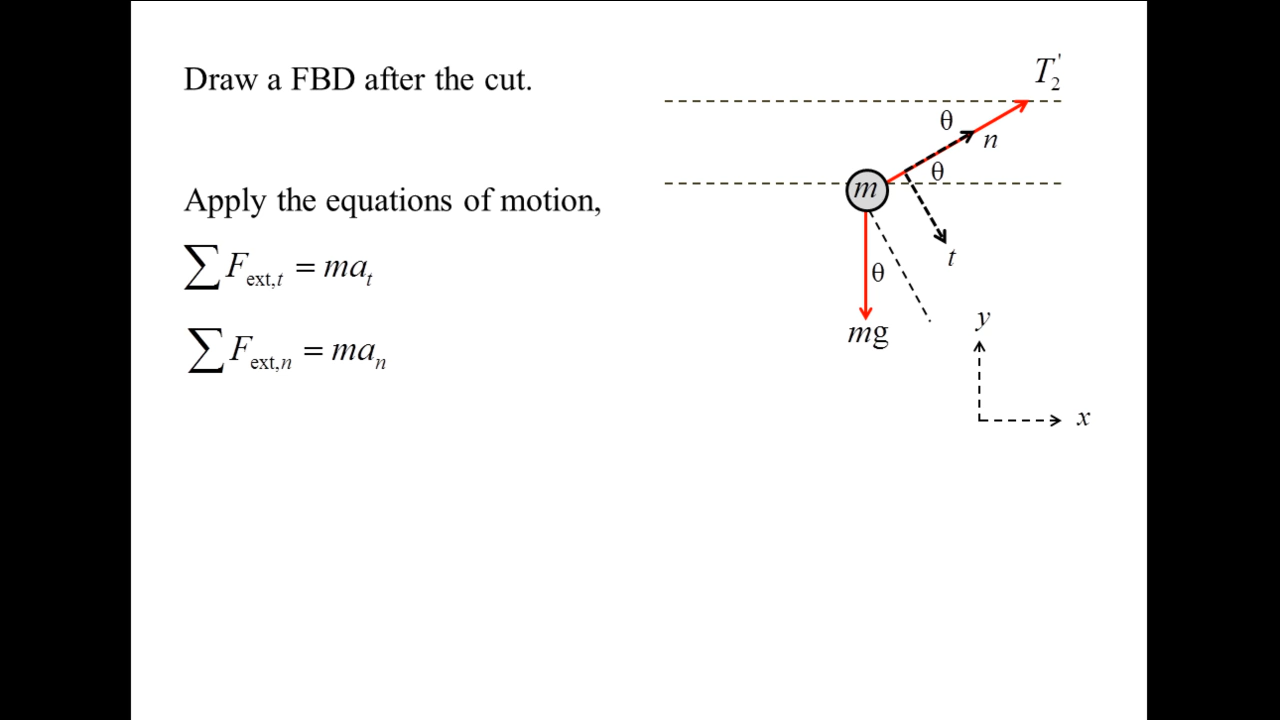 Draw a FBD after the cut.
Apply the equations of motion,
∑F_ext,t = ma_t
∑F_ext,n = ma_n
T₂'
θ
n
θ
m
t
θ
mg
y
x